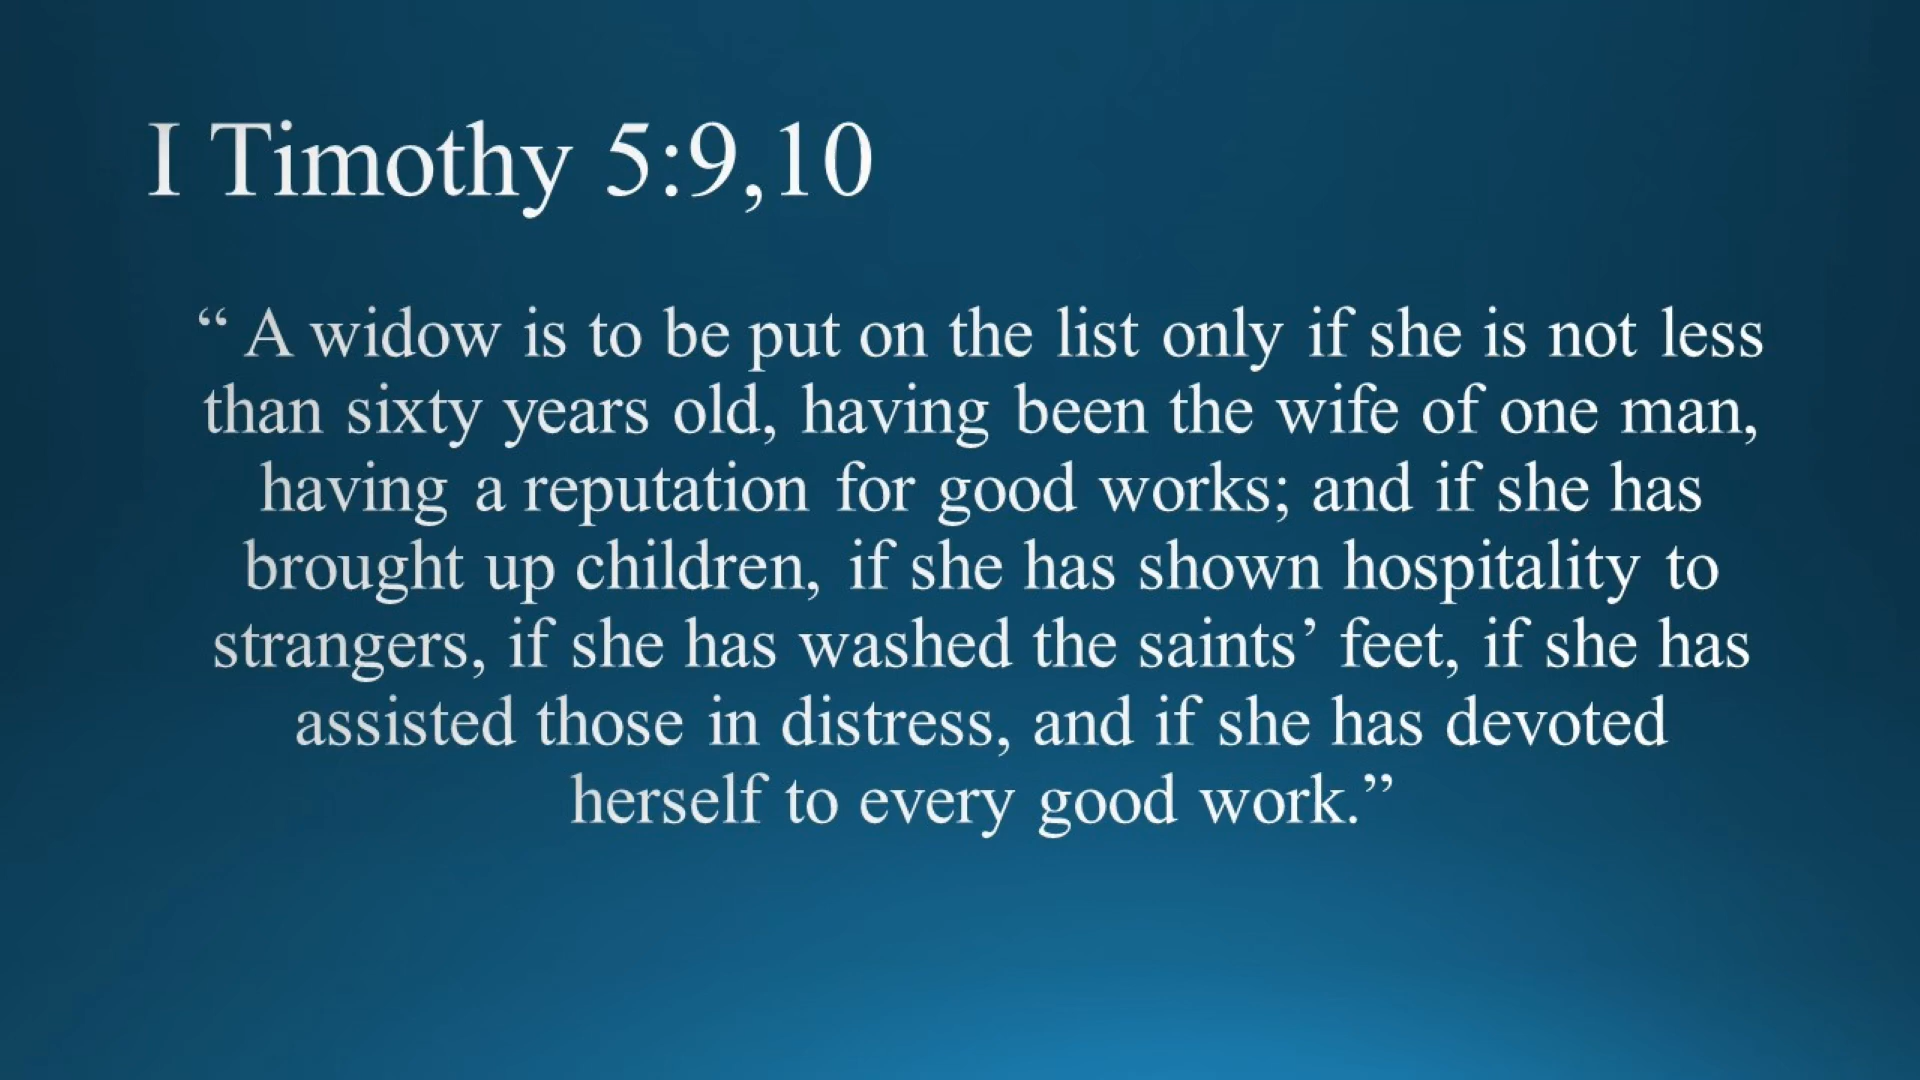 I Timothy 5:9,10
“ A widow is to be put on the list only if she is not less
than sixty years old, having been the wife of one man,
having a reputation for good works; and if she has
brought up children, if she has shown hospitality to
strangers, if she has washed the saints’ feet, if she has
assisted those in distress, and if she has devoted
herself to every good work.”